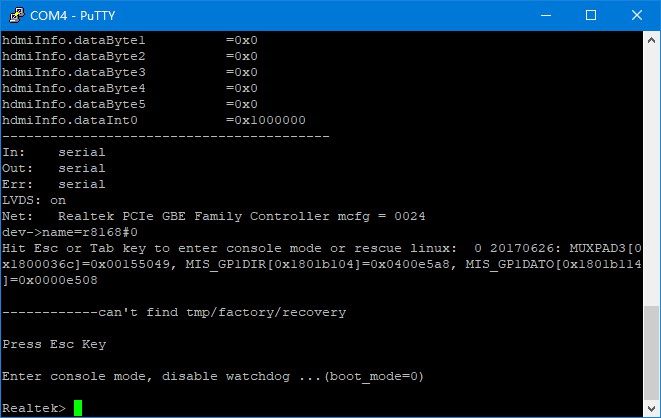 COM4 - PuTTY
hdmiInfo.dataByte1          =0x0
hdmiInfo.dataByte2          =0x0
hdmiInfo.dataByte3          =0x0
hdmiInfo.dataByte4          =0x0
hdmiInfo.dataByte5          =0x0
hdmiInfo.dataInt0           =0x1000000
-----------------------------------------
In:    serial
Out:   serial
Err:   serial
LVDS: on
Net:   Realtek PCIe GBE Family Controller mcfg = 0024
dev->name=r8168#0
Hit Esc or Tab key to enter console mode or rescue linux:  0 20170626: MUXPAD3[0
x1800036c]=0x00155049, MIS_GP1DIR[0x1801b104]=0x0400e5a8, MIS_GP1DATO[0x1801b114
]=0x0000e508
------------can't find tmp/factory/recovery
Press Esc Key
Enter console mode, disable watchdog ...(boot_mode=0)
Realtek>